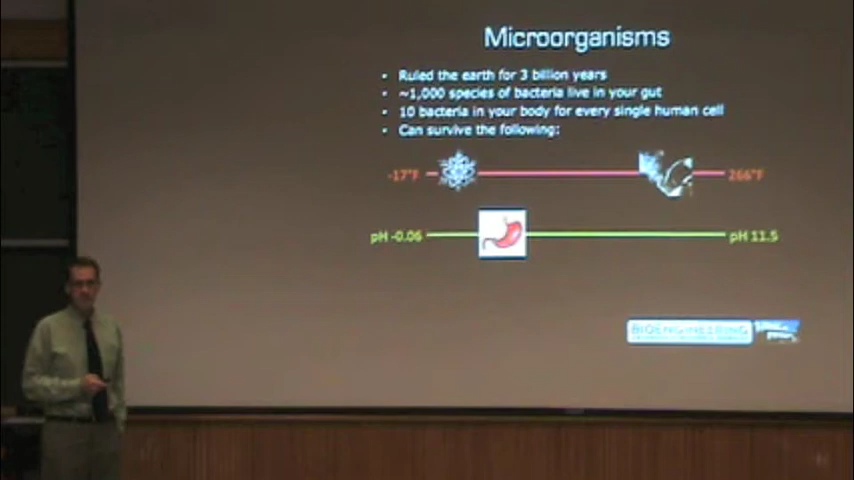 Microorganisms
• Ruled the earth for 3 billion years
• ~1,000 species of bacteria live in your gut
• 10 bacteria in your body for every single human cell
• Can survive the following:
-17°F 266°F
pH -0.06 pH 11.5
BIOENGINEERING